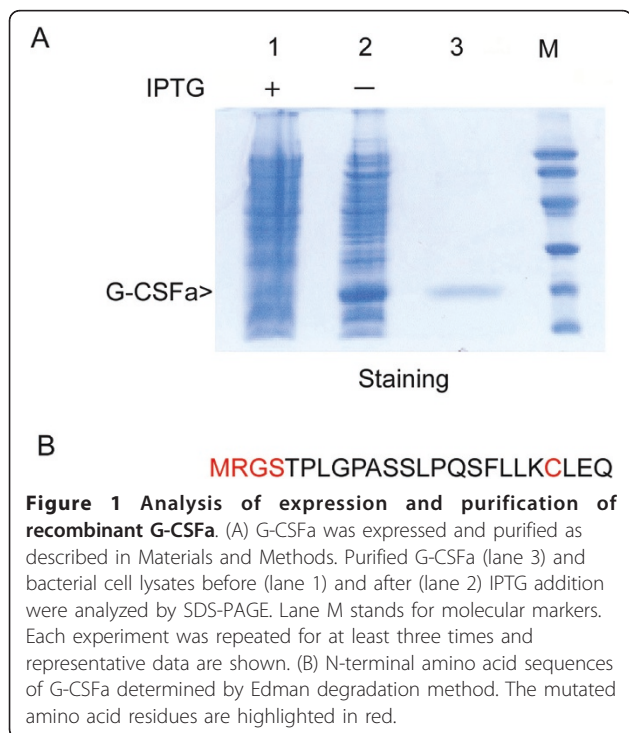 A
1 2 3 M
IPTG + —
G-CSFa>
Staining
B
MRGSTPLGPASSLPQSFLLKCLEQ
Figure 1 Analysis of expression and purification of
recombinant G-CSFa. (A) G-CSFa was expressed and purified as
described in Materials and Methods. Purified G-CSFa (lane 3) and
bacterial cell lysates before (lane 1) and after (lane 2) IPTG addition
were analyzed by SDS-PAGE. Lane M stands for molecular markers.
Each experiment was repeated for at least three times and
representative data are shown. (B) N-terminal amino acid sequences
of G-CSFa determined by Edman degradation method. The mutated
amino acid residues are highlighted in red.